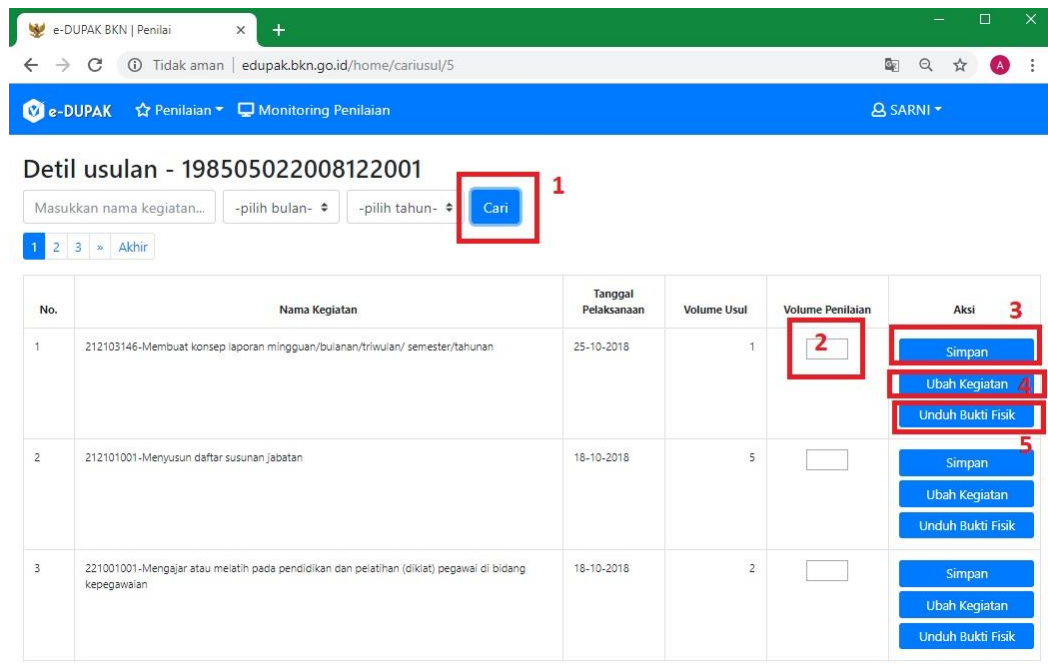 e-DUPAK BKN | Penilai
Tidak aman | edupak.bkn.go.id/home/cariusul/5
A
e-DUPAK Penilaian Monitoring Penilaian SARNI
Detil usulan - 198505022008122001
1
Masukkan nama kegiatan... -pilih bulan- -pilih tahun- Cari
1 2 3 » Akhir
No. Nama Kegiatan Tanggal Pelaksanaan Volume Usul Volume Penilaian Aksi 3
1 212103146-Membuat konsep laporan mingguan/bulanan/triwulan/ semester/tahunan 25-10-2018 1 2 Simpan
Ubah Kegiatan 4
Unduh Bukti Fisik
5
2 212101001-Menyusun daftar susunan jabatan 18-10-2018 5 Simpan
Ubah Kegiatan
Unduh Bukti Fisik
3 221001001-Mengajar atau melatih pada pendidikan dan pelatihan (diklat) pegawai di bidang 18-10-2018 2 Simpan
kepegawaian
Ubah Kegiatan
Unduh Bukti Fisik